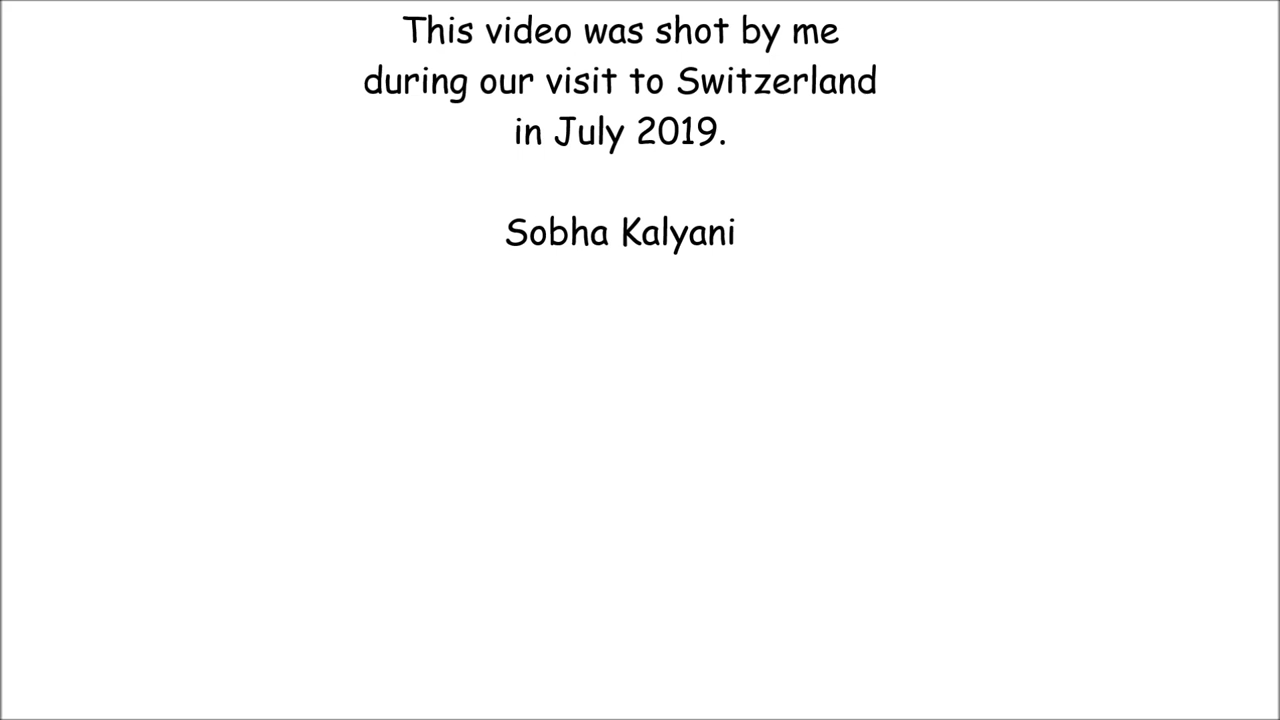 This video was shot by me
during our visit to Switzerland
in July 2019.
Sobha Kalyani